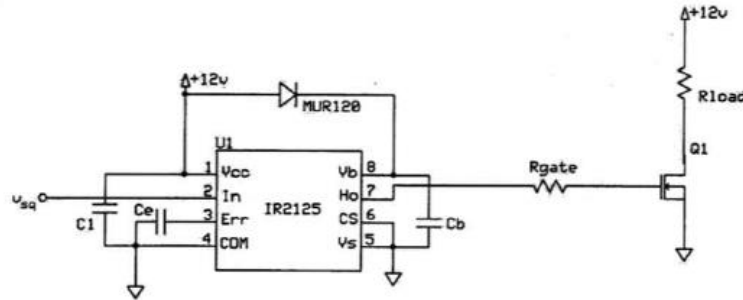 +12v
+12v
MUR120
Rload
U1
Q1
1 Vcc
Vb 8
Rgate
v_sq
2 In
Ho 7
Ce
3 Err
IR2125
CS 6
C1
4 COM
Vs 5
Cb